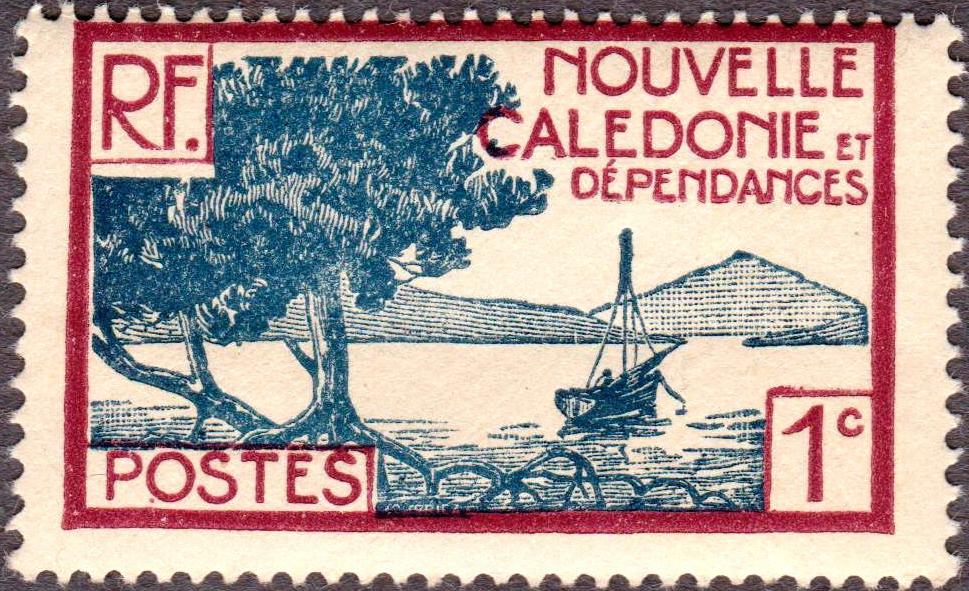 RF.
NOUVELLE
CALEDONIE ET
DÉPENDANCES
1c
POSTES